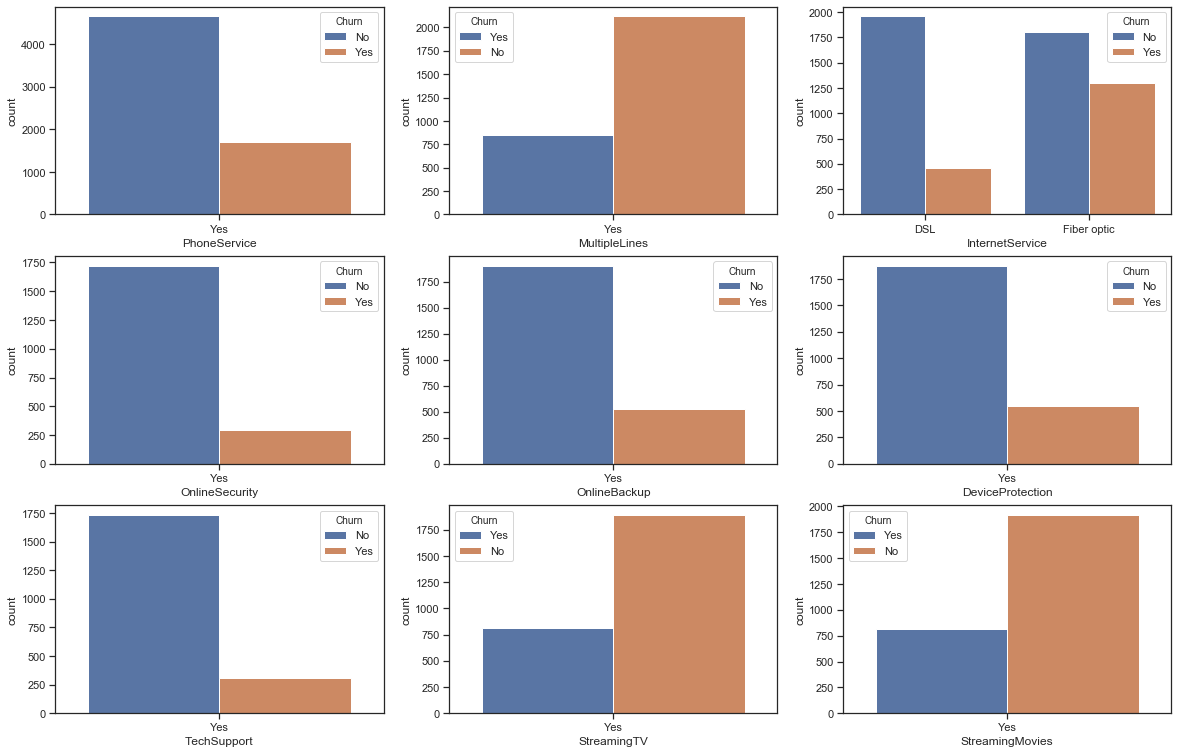 Churn
No
Yes
4000
3000
2000
1000
0
count
Yes
PhoneService
Churn
Yes
No
2000
1750
1500
1250
1000
750
500
250
0
count
Yes
MultipleLines
Churn
No
Yes
2000
1750
1500
1250
1000
750
500
250
0
count
DSL
Fiber optic
InternetService
Churn
No
Yes
1750
1500
1250
1000
750
500
250
0
count
Yes
OnlineSecurity
Churn
No
Yes
1750
1500
1250
1000
750
500
250
0
count
Yes
OnlineBackup
Churn
No
Yes
1750
1500
1250
1000
750
500
250
0
count
Yes
DeviceProtection
Churn
No
Yes
1750
1500
1250
1000
750
500
250
0
count
Yes
TechSupport
Churn
Yes
No
1750
1500
1250
1000
750
500
250
0
count
Yes
StreamingTV
Churn
Yes
No
2000
1750
1500
1250
1000
750
500
250
0
count
Yes
StreamingMovies